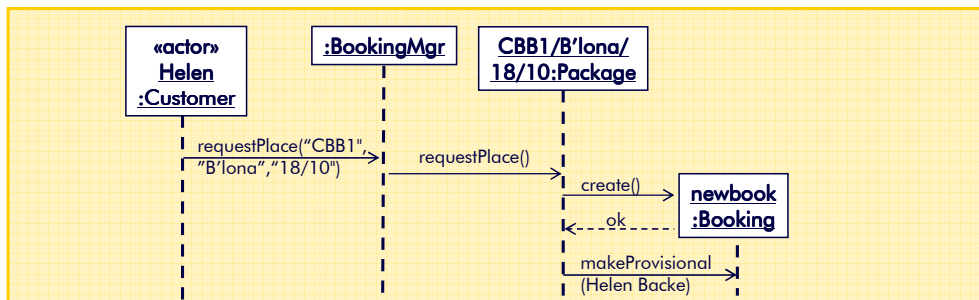 «actor»
Helen
:Customer
:BookingMgr
CBB1/B’lona/
18/10:Package
requestPlace(“CBB1",
”B’lona”,“18/10")
requestPlace()
create()
newbook
:Booking
ok
makeProvisional
(Helen Backe)